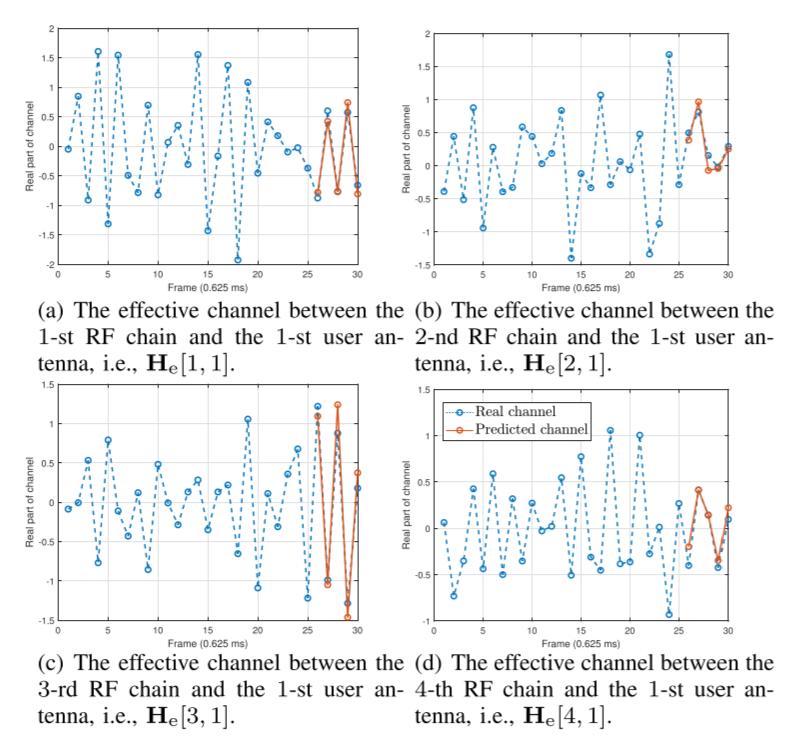 2
1.5
1
0.5
0
-0.5
-1
-1.5
-2
Real part of channel
0 5 10 15 20 25 30
Frame (0.625 ms)
(a) The effective channel between the
1-st RF chain and the 1-st user an-
tenna, i.e., Hₑ[1, 1].
2
1.5
1
0.5
0
-0.5
-1
-1.5
Real part of channel
0 5 10 15 20 25 30
Frame (0.625 ms)
(b) The effective channel between the
2-nd RF chain and the 1-st user an-
tenna, i.e., Hₑ[2, 1].
1.5
1
0.5
0
-0.5
-1
-1.5
Real part of channel
0 5 10 15 20 25 30
Frame (0.625 ms)
(c) The effective channel between the
3-rd RF chain and the 1-st user an-
tenna, i.e., Hₑ[3, 1].
1.5
1
0.5
0
-0.5
-1
Real part of channel
Real channel
Predicted channel
0 5 10 15 20 25 30
Frame (0.625 ms)
(d) The effective channel between the
4-th RF chain and the 1-st user an-
tenna, i.e., Hₑ[4, 1].